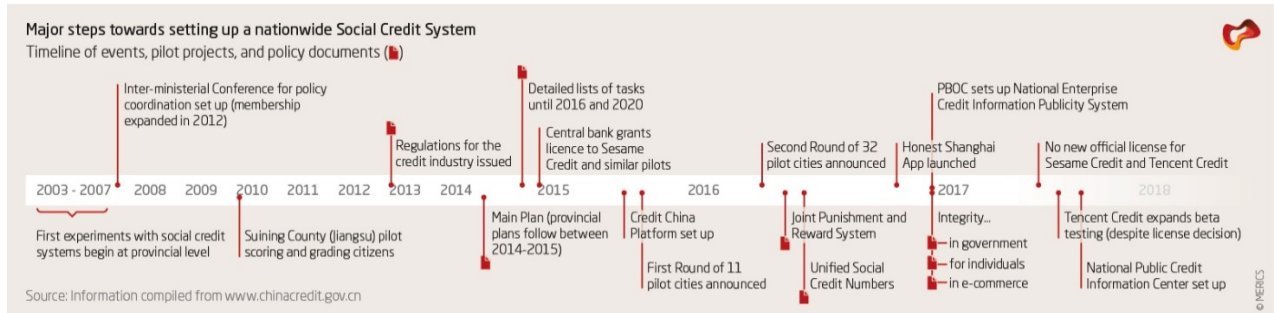 Major steps towards setting up a nationwide Social Credit System
Timeline of events, pilot projects, and policy documents ( )
Inter-ministerial Conference for policy
coordination set up (membership
expanded in 2012)
Regulations for the
credit industry issued
Detailed lists of tasks
until 2016 and 2020
Central bank grants
licence to Sesame
Credit and similar pilots
Second Round of 32
pilot cities announced
Honest Shanghai
App launched
PBOC sets up National Enterprise
Credit Information Publicity System
No new official license for
Sesame Credit and Tencent Credit
2003 - 2007 2008 2009 2010 2011 2012 2013 2014 2015 2016 2017 2018
First experiments with social credit
systems begin at provincial level
Suining County (Jiangsu) pilot
scoring and grading citizens
Main Plan (provincial
plans follow between
2014-2015)
Credit China
Platform set up
First Round of 11
pilot cities announced
Joint Punishment and
Reward System
Unified Social
Credit Numbers
Integrity...
in government
for individuals
in e-commerce
Tencent Credit expands beta
testing (despite license decision)
National Public Credit
Information Center set up
Source: Information compiled from www.chinacredit.gov.cn
© MERICS